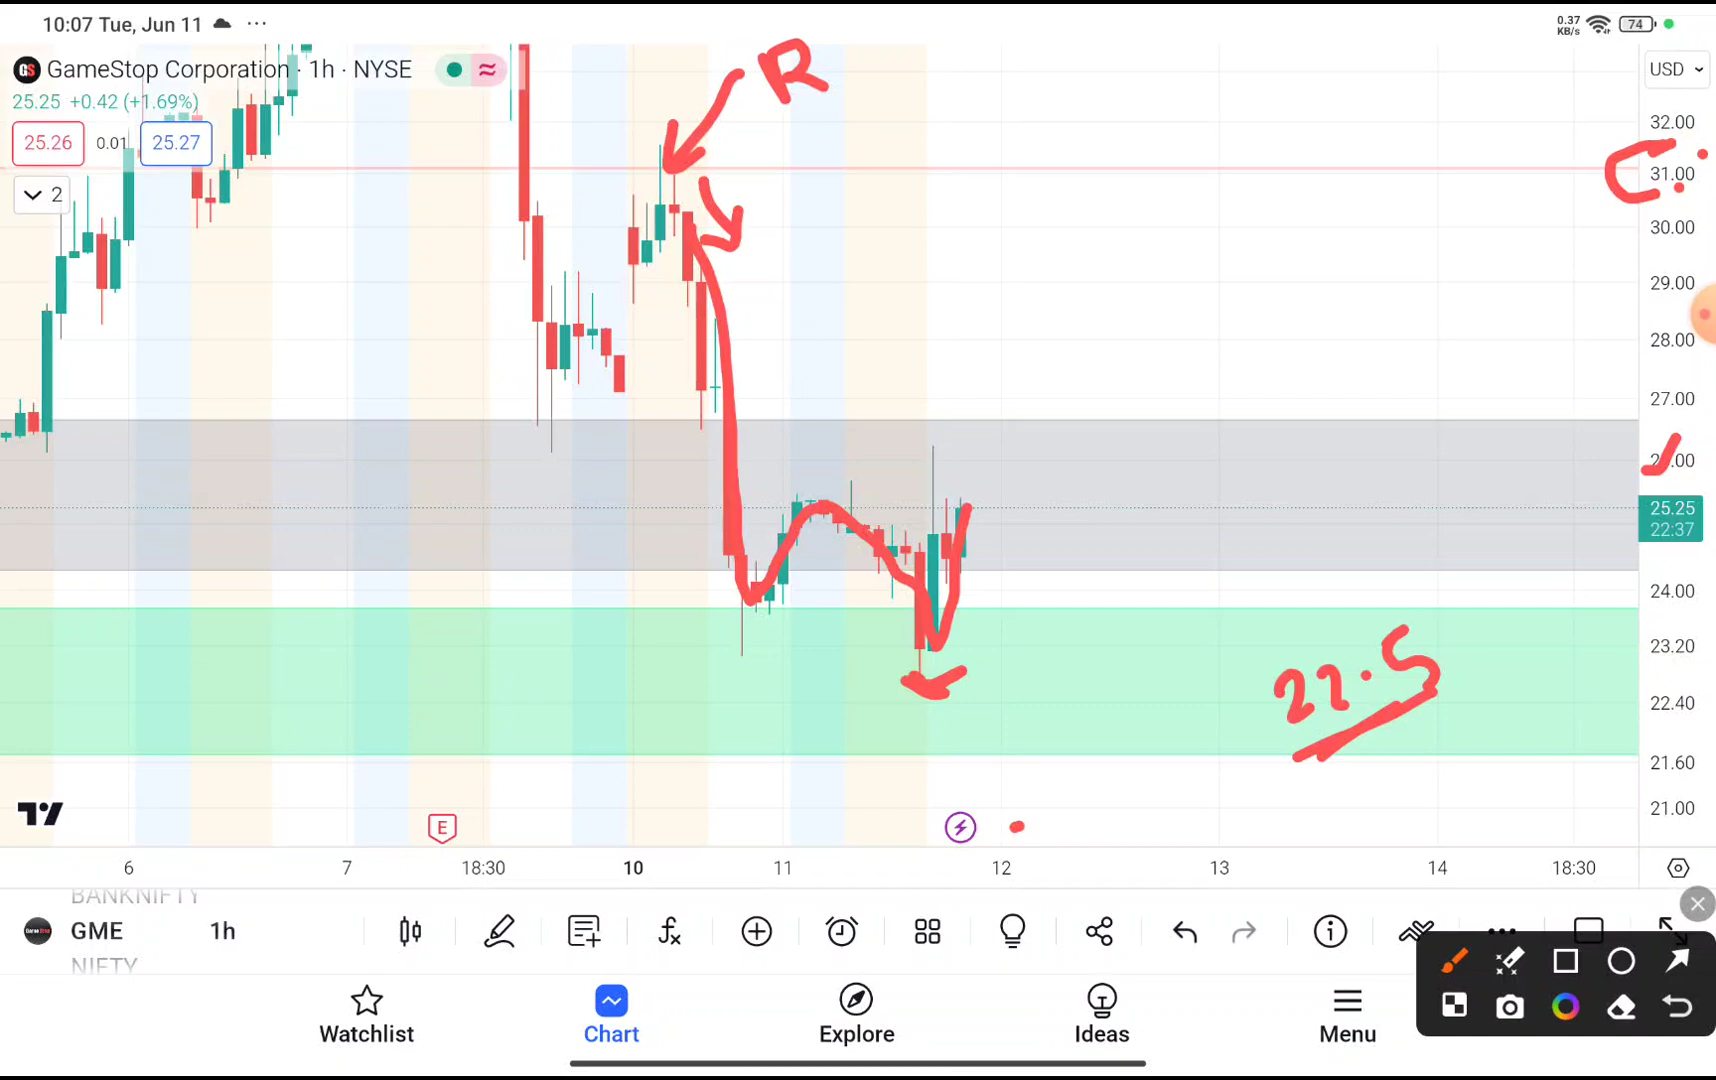 10:07 Tue, Jun 11 ...
0.37 KB/s 74
GS GameStop Corporation · 1h · NYSE
USD
25.25 +0.42 (+1.69%)
25.26 0.01 25.27
2
R
32.00
31.00
30.00
29.00
28.00
27.00
25.25
22:37
24.00
23.20
22.40
21.60
21.00
22.5
E
6 7 18:30 10 11 12 13 14 18:30
BANKNIFTY
GME 1h
NIFTY
Watchlist Chart Explore Ideas Menu